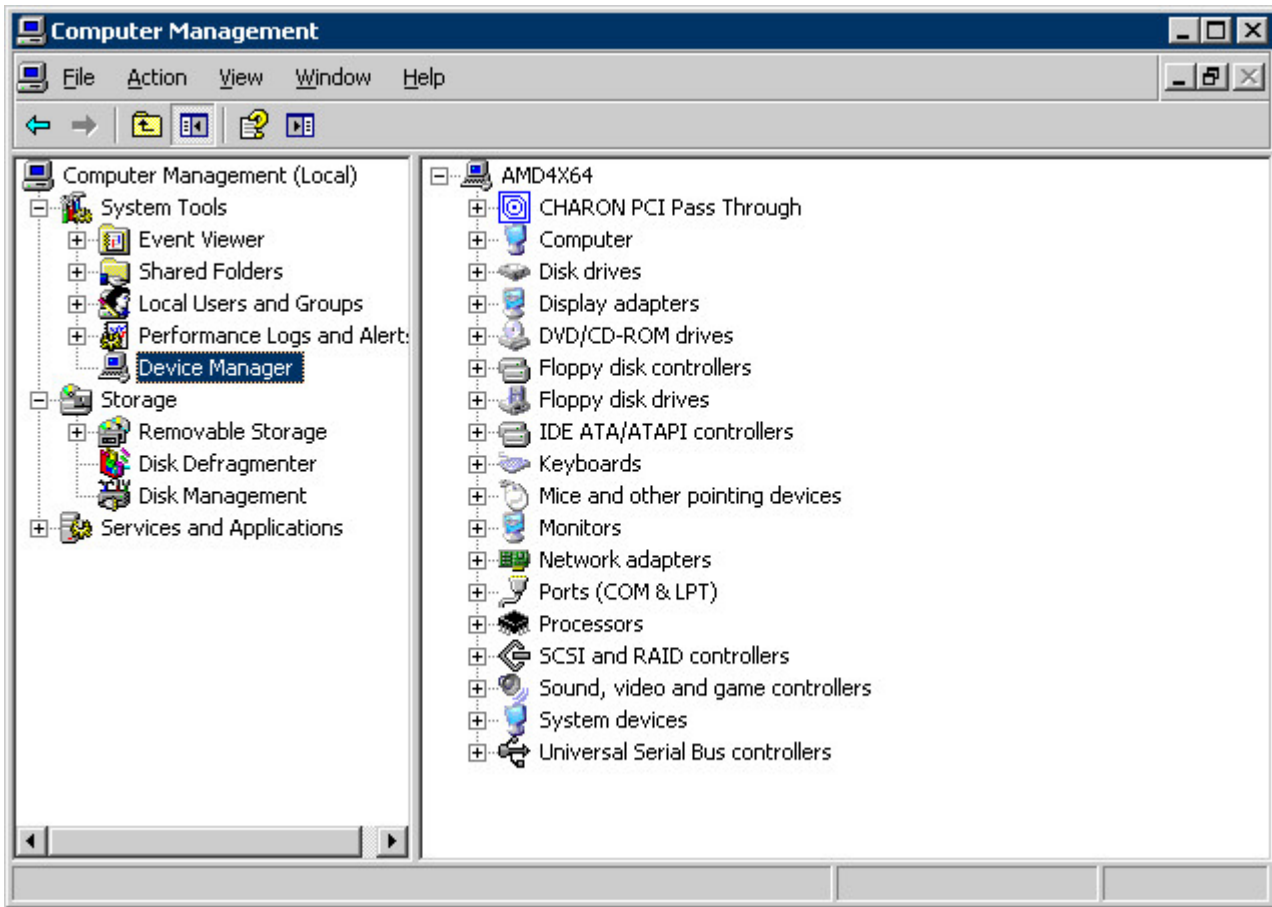 Computer Management
File Action View Window Help
Computer Management (Local)
System Tools
Event Viewer
Shared Folders
Local Users and Groups
Performance Logs and Alert
Device Manager
Storage
Removable Storage
Disk Defragmenter
Disk Management
Services and Applications
AMD4X64
CHARON PCI Pass Through
Computer
Disk drives
Display adapters
DVD/CD-ROM drives
Floppy disk controllers
Floppy disk drives
IDE ATA/ATAPI controllers
Keyboards
Mice and other pointing devices
Monitors
Network adapters
Ports (COM & LPT)
Processors
SCSI and RAID controllers
Sound, video and game controllers
System devices
Universal Serial Bus controllers